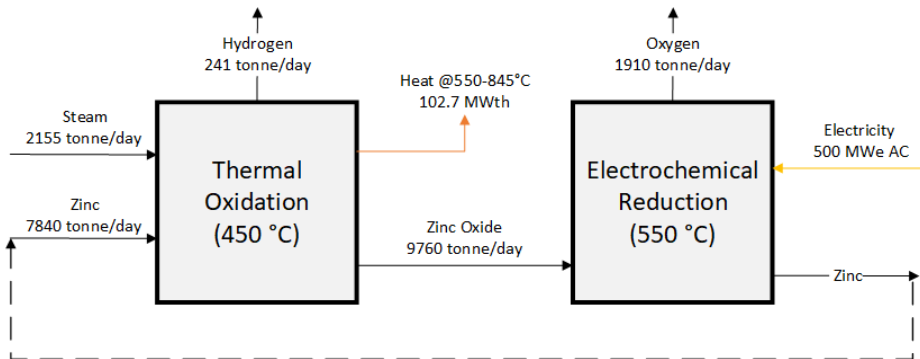 Hydrogen
241 tonne/day
Oxygen
1910 tonne/day
Heat @550-845°C
102.7 MWth
Steam
2155 tonne/day
Electricity
500 MWe AC
Thermal
Oxidation
(450 °C)
Electrochemical
Reduction
(550 °C)
Zinc
7840 tonne/day
Zinc Oxide
9760 tonne/day
Zinc